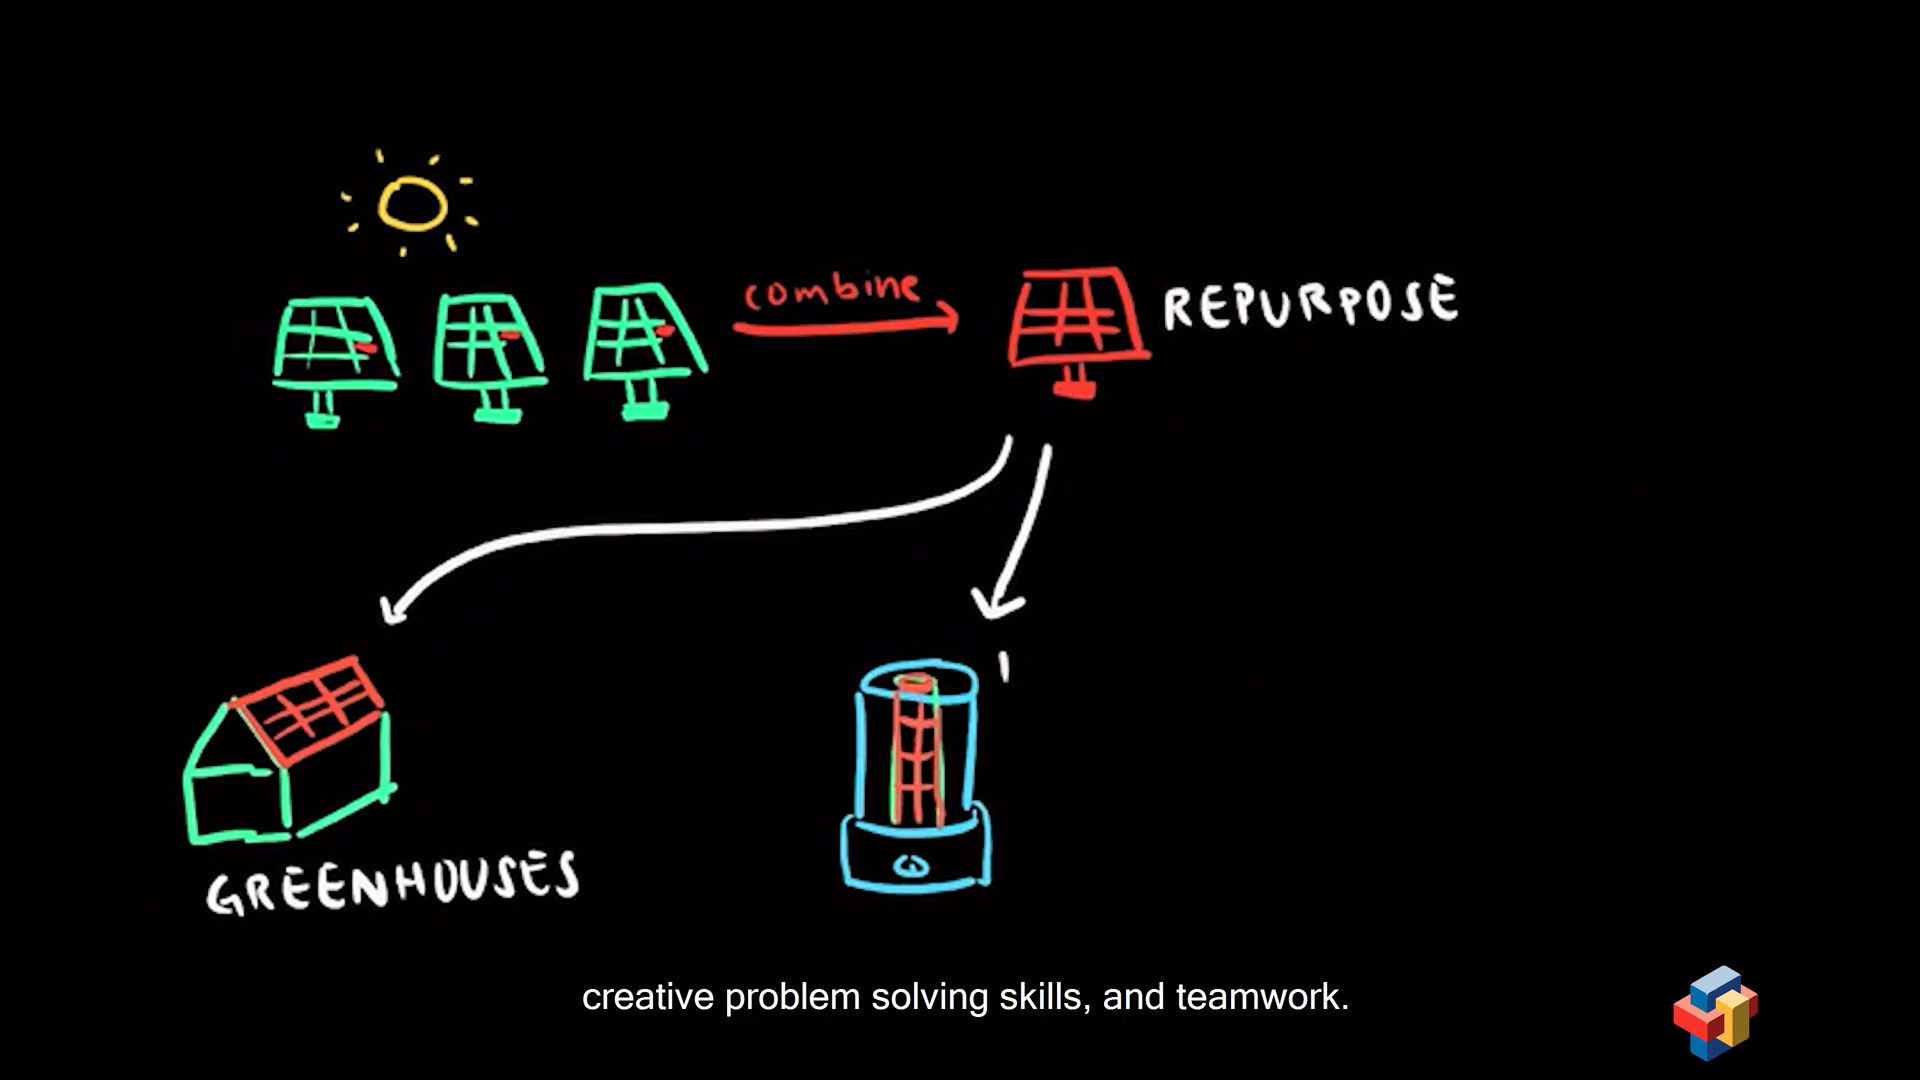 combine
REPURPOSE
GREENHOUSES
creative problem solving skills, and teamwork.